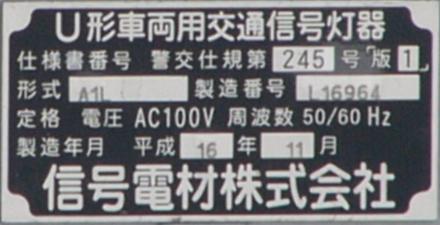 U形車両用交通信号灯器
仕様書番号 警交仕規第 245 号「版1」
形式 A1L 製造番号 L16964
定格 電圧 AC100V 周波数 50/60 Hz
製造年月 平成 16 年 11 月
信号電材株式会社